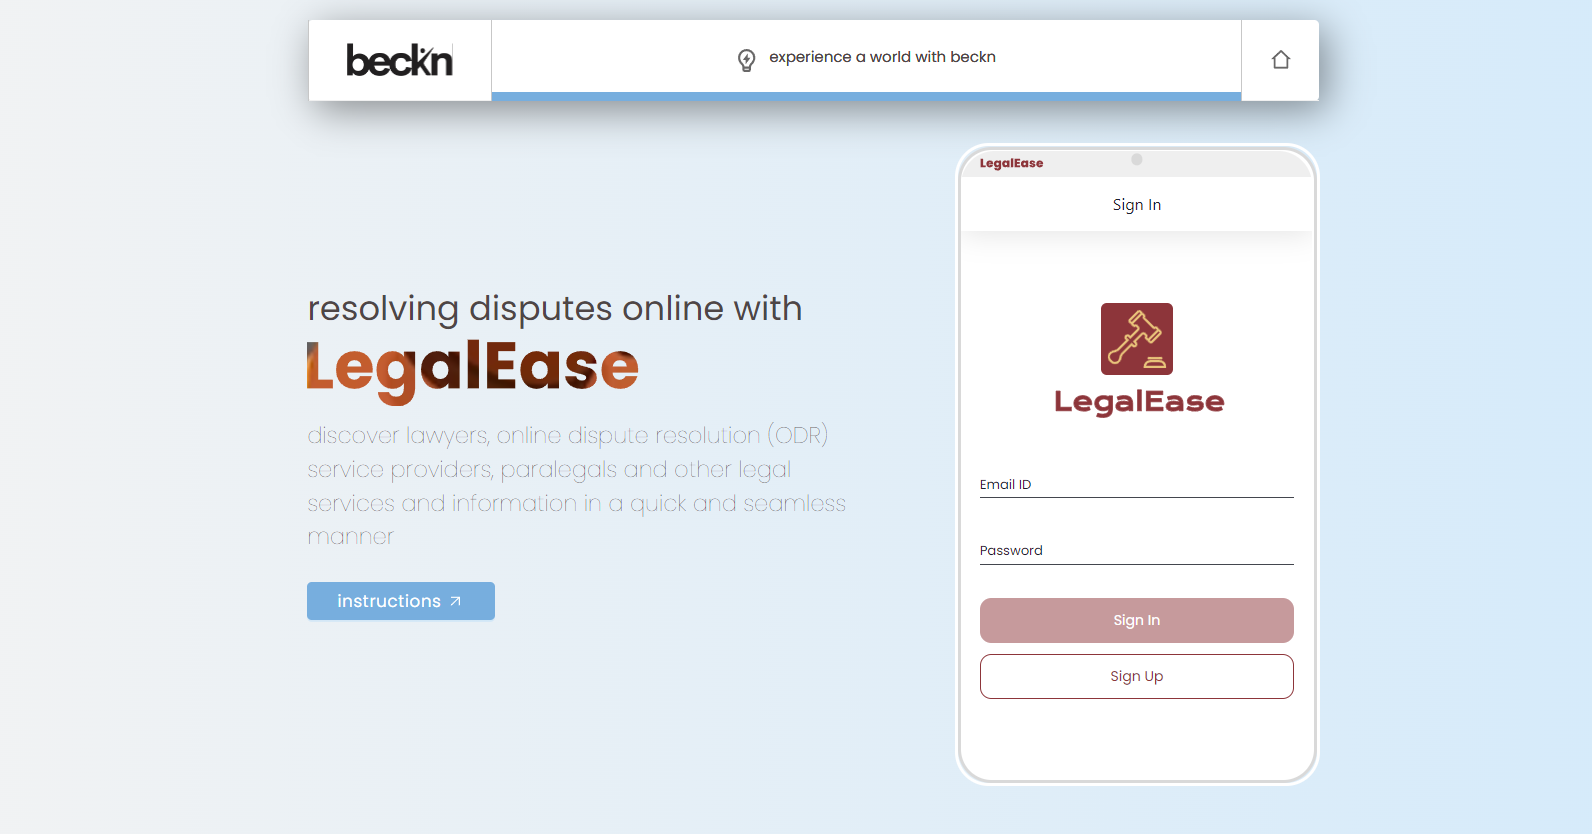 beckn
experience a world with beckn
resolving disputes online with
LegalEase
discover lawyers, online dispute resolution (ODR)
service providers, paralegals and other legal
services and information in a quick and seamless
manner
instructions
LegalEase
Sign In
LegalEase
Email ID
Password
Sign In
Sign Up